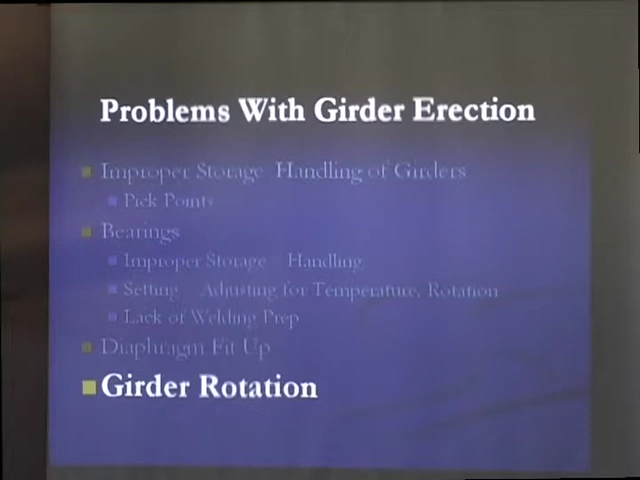 Problems With Girder Erection
Improper Storage Handling of Girders
Pick Points
Bearings
Improper Storage Handling
Setting Adjusting for Temperature, Rotation
Lack of Welding Prep
Diaphragm Fit Up
Girder Rotation